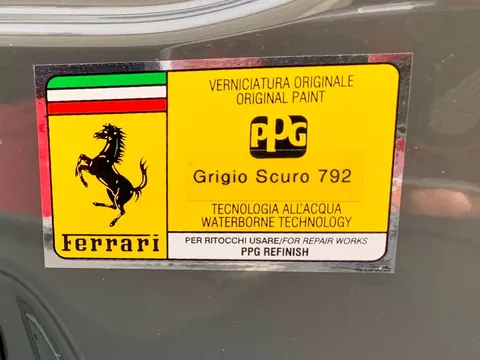 VERNICIATURA ORIGINALE
ORIGINAL PAINT
PPG
Grigio Scuro 792
TECNOLOGIA ALL'ACQUA
WATERBORNE TECHNOLOGY
Ferrari
PER RITOCCHI USARE/FOR REPAIR WORKS
PPG REFINISH